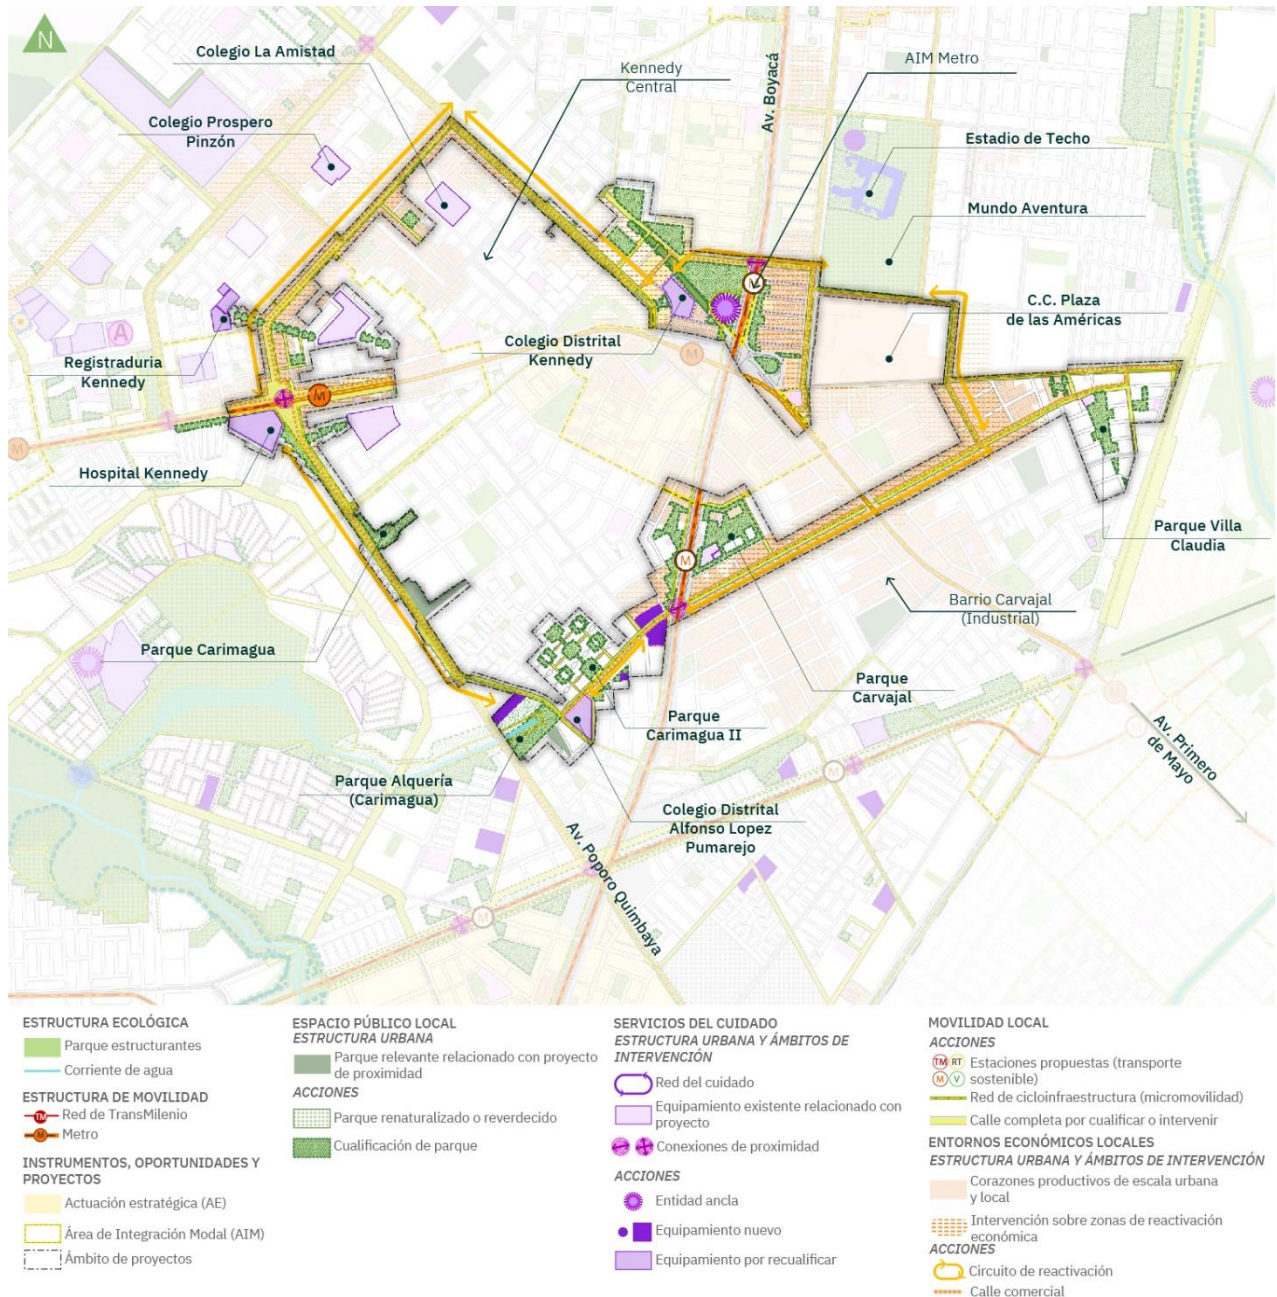 N
Colegio La Amistad
Kennedy
Central
Av. Boyacá
AIM Metro
Colegio Prospero
Pinzón
Estadio de Techo
Mundo Aventura
C.C. Plaza
de las Américas
A
M
M
Colegio Distrital
Kennedy
Registraduria
Kennedy
M
M
Hospital Kennedy
Parque Villa
Claudia
M
Barrio Carvajal
(Industrial)
Parque Carimagua
Parque
Carvajal
Parque
Carimagua II
Av. Primero
de Mayo
M
M
M
Parque Alquería
(Carimagua)
Colegio Distrital
Alfonso Lopez
Pumarejo
Av. Poporo Quimbaya
M
ESTRUCTURA ECOLÓGICA
Parque estructurantes
Corriente de agua
ESTRUCTURA DE MOVILIDAD
TM Red de TransMilenio
M Metro
INSTRUMENTOS, OPORTUNIDADES Y
PROYECTOS
Actuación estratégica (AE)
Área de Integración Modal (AIM)
Ámbito de proyectos
ESPACIO PÚBLICO LOCAL
ESTRUCTURA URBANA
Parque relevante relacionado con proyecto
de proximidad
ACCIONES
Parque renaturalizado o reverdecido
Cualificación de parque
SERVICIOS DEL CUIDADO
ESTRUCTURA URBANA Y ÁMBITOS DE
INTERVENCIÓN
Red del cuidado
Equipamiento existente relacionado con
proyecto
Conexiones de proximidad
ACCIONES
Entidad ancla
Equipamiento nuevo
Equipamiento por recualificar
MOVILIDAD LOCAL
ACCIONES
TM RT Estaciones propuestas (transporte
M V sostenible)
Red de cicloinfraestructura (micromovilidad)
Calle completa por cualificar o intervenir
ENTORNOS ECONÓMICOS LOCALES
ESTRUCTURA URBANA Y ÁMBITOS DE INTERVENCIÓN
Corazones productivos de escala urbana
y local
Intervención sobre zonas de reactivación
económica
ACCIONES
Circuito de reactivación
Calle comercial